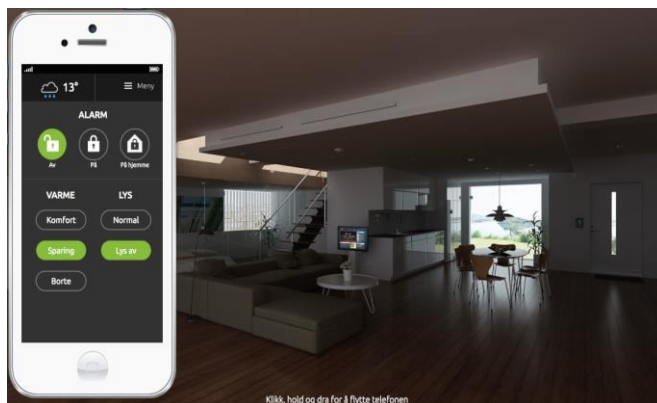 13°
Meny
ALARM
Av
På
På hjemme
VARME
LYS
Komfort
Normal
Sparing
Lys av
Borte
Klikk, hold og dra for å flytte telefonen